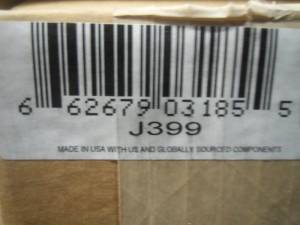 6 62679 03185 5
J399
MADE IN USA WITH US AND GLOBALLY SOURCED COMPONENTS